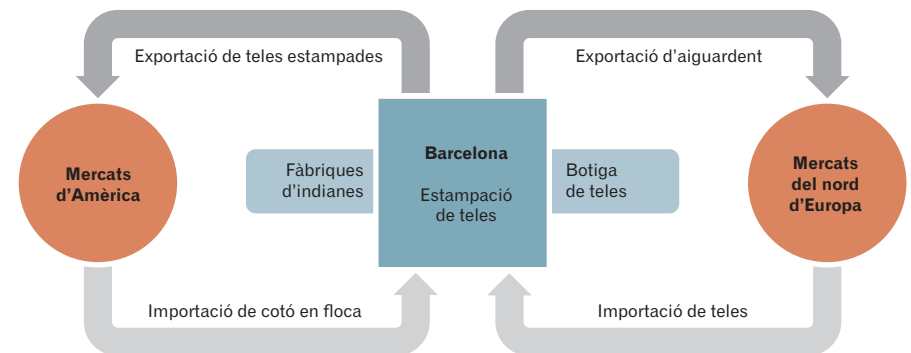 Exportació de teles estampades
Exportació d’aiguardent
Mercats
d’Amèrica
Fàbriques
d’indianes
Barcelona
Estampació
de teles
Botiga
de teles
Mercats
del nord
d’Europa
Importació de cotó en floca
Importació de teles